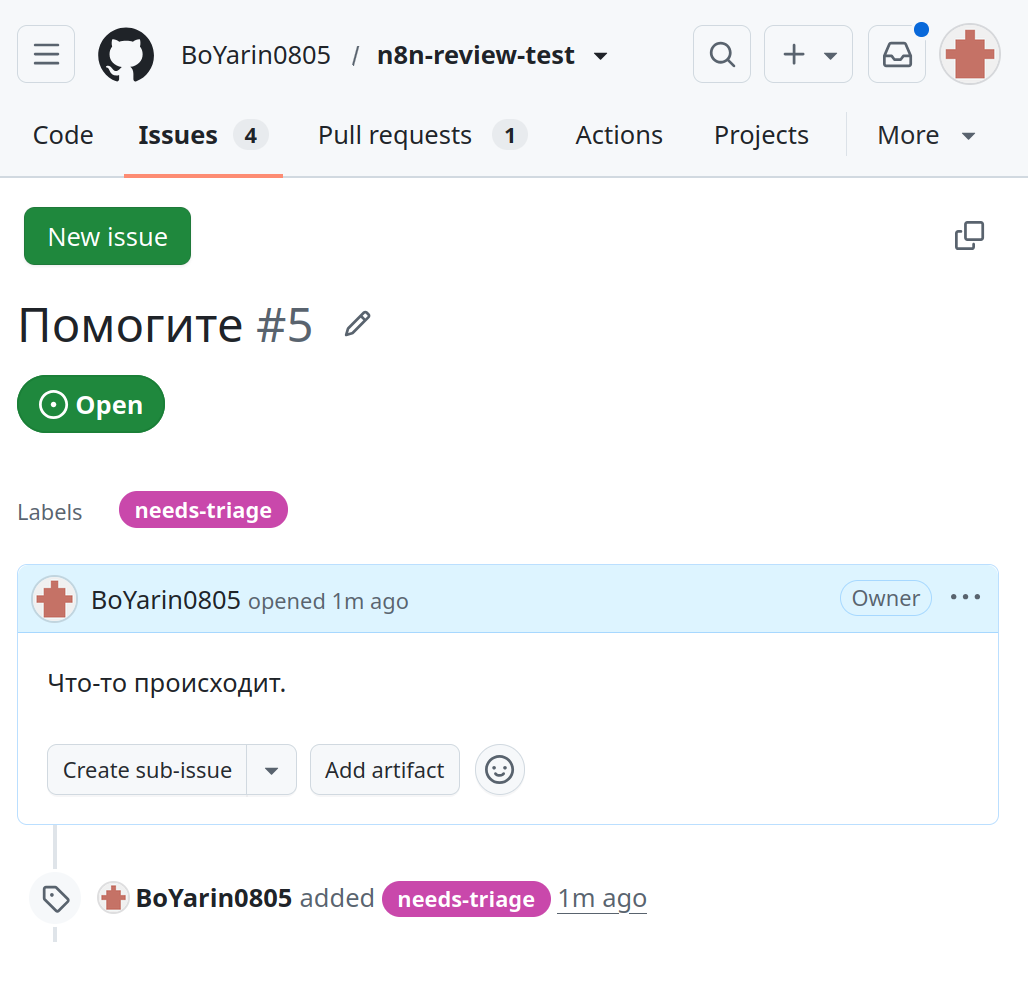 BoYarin0805 / n8n-review-test
Code Issues 4 Pull requests 1 Actions Projects More
New issue
Помогите #5
Open
Labels needs-triage
BoYarin0805 opened 1m ago Owner
Что-то происходит.
Create sub-issue Add artifact
BoYarin0805 added needs-triage 1m ago